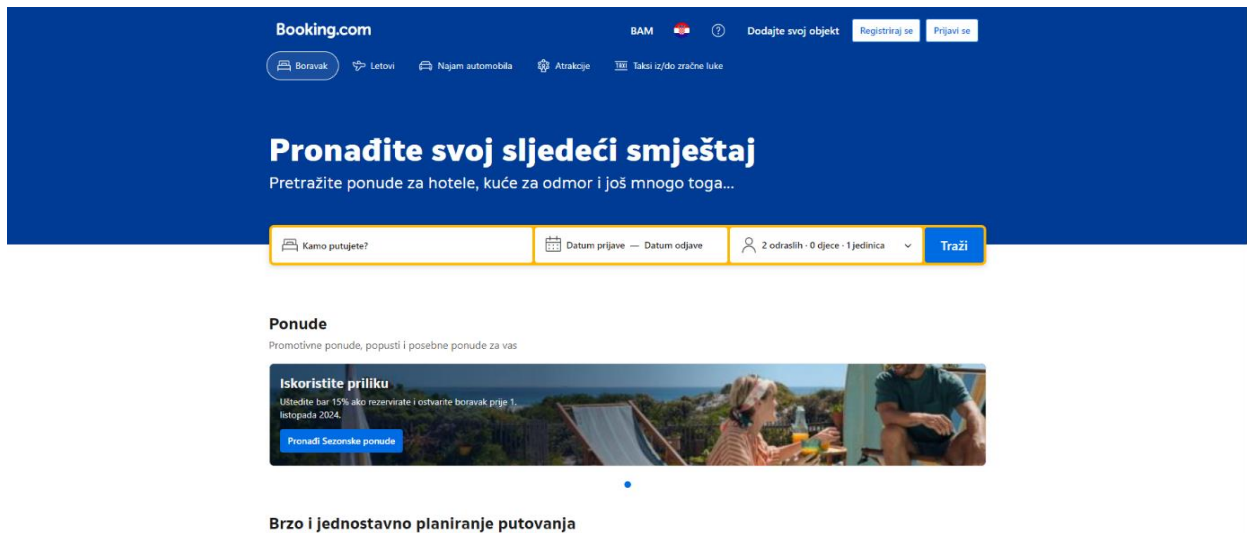 Booking.com
BAM
Dodajte svoj objekt
Registriraj se
Prijavi se
Boravak
Letovi
Najam automobila
Atrakcije
TAXI
Taksi iz/do zračne luke
Pronađite svoj sljedeći smještaj
Pretražite ponude za hotele, kuće za odmor i još mnogo toga...
Kamo putujete?
Datum prijave — Datum odjave
2 odraslih · 0 djece · 1 jedinica
Traži
Ponude
Promotivne ponude, popusti i posebne ponude za vas
Iskoristite priliku
Uštedite bar 15% ako rezervirate i ostvarite boravak prije 1.
listopada 2024.
Pronađi Sezonske ponude
Brzo i jednostavno planiranje putovanja